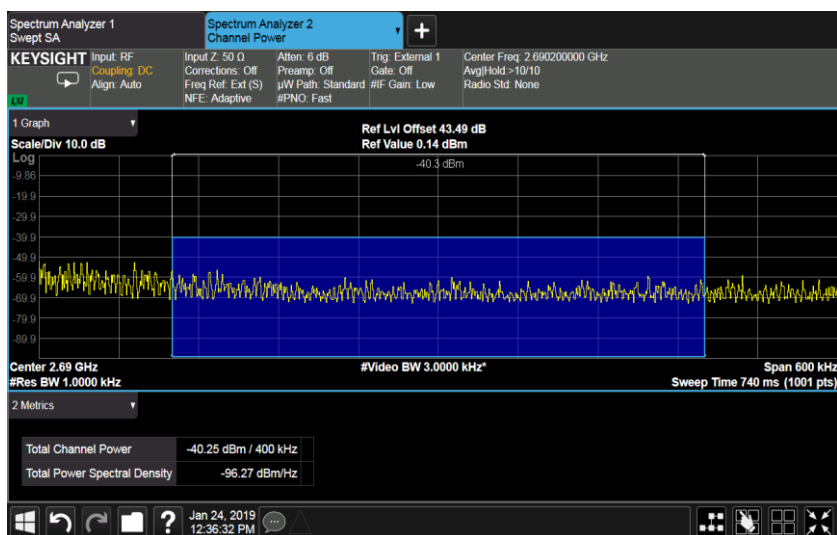 Spectrum Analyzer 1
Swept SA
Spectrum Analyzer 2
Channel Power
KEYSIGHT
Input: RF
Coupling: DC
Align: Auto
Input Z: 50 Ω
Corrections: Off
Freq Ref: Ext (S)
NFE: Adaptive
Atten: 6 dB
Preamp: Off
µW Path: Standard
#PNO: Fast
Trig: External 1
Gate: Off
#IF Gain: Low
Center Freq: 2.690200000 GHz
Avg|Hold:>10/10
Radio Std: None
LXI
1 Graph
Scale/Div 10.0 dB
Ref Lvl Offset 43.49 dB
Ref Value 0.14 dBm
Log
-40.3 dBm
-9.86
-19.9
-29.9
-39.9
-49.9
-59.9
-69.9
-79.9
-89.9
Center 2.69 GHz
#Res BW 1.0000 kHz
#Video BW 3.0000 kHz*
Span 600 kHz
Sweep Time 740 ms (1001 pts)
2 Metrics
Total Channel Power -40.25 dBm / 400 kHz
Total Power Spectral Density -96.27 dBm/Hz
?
Jan 24, 2019
12:36:32 PM